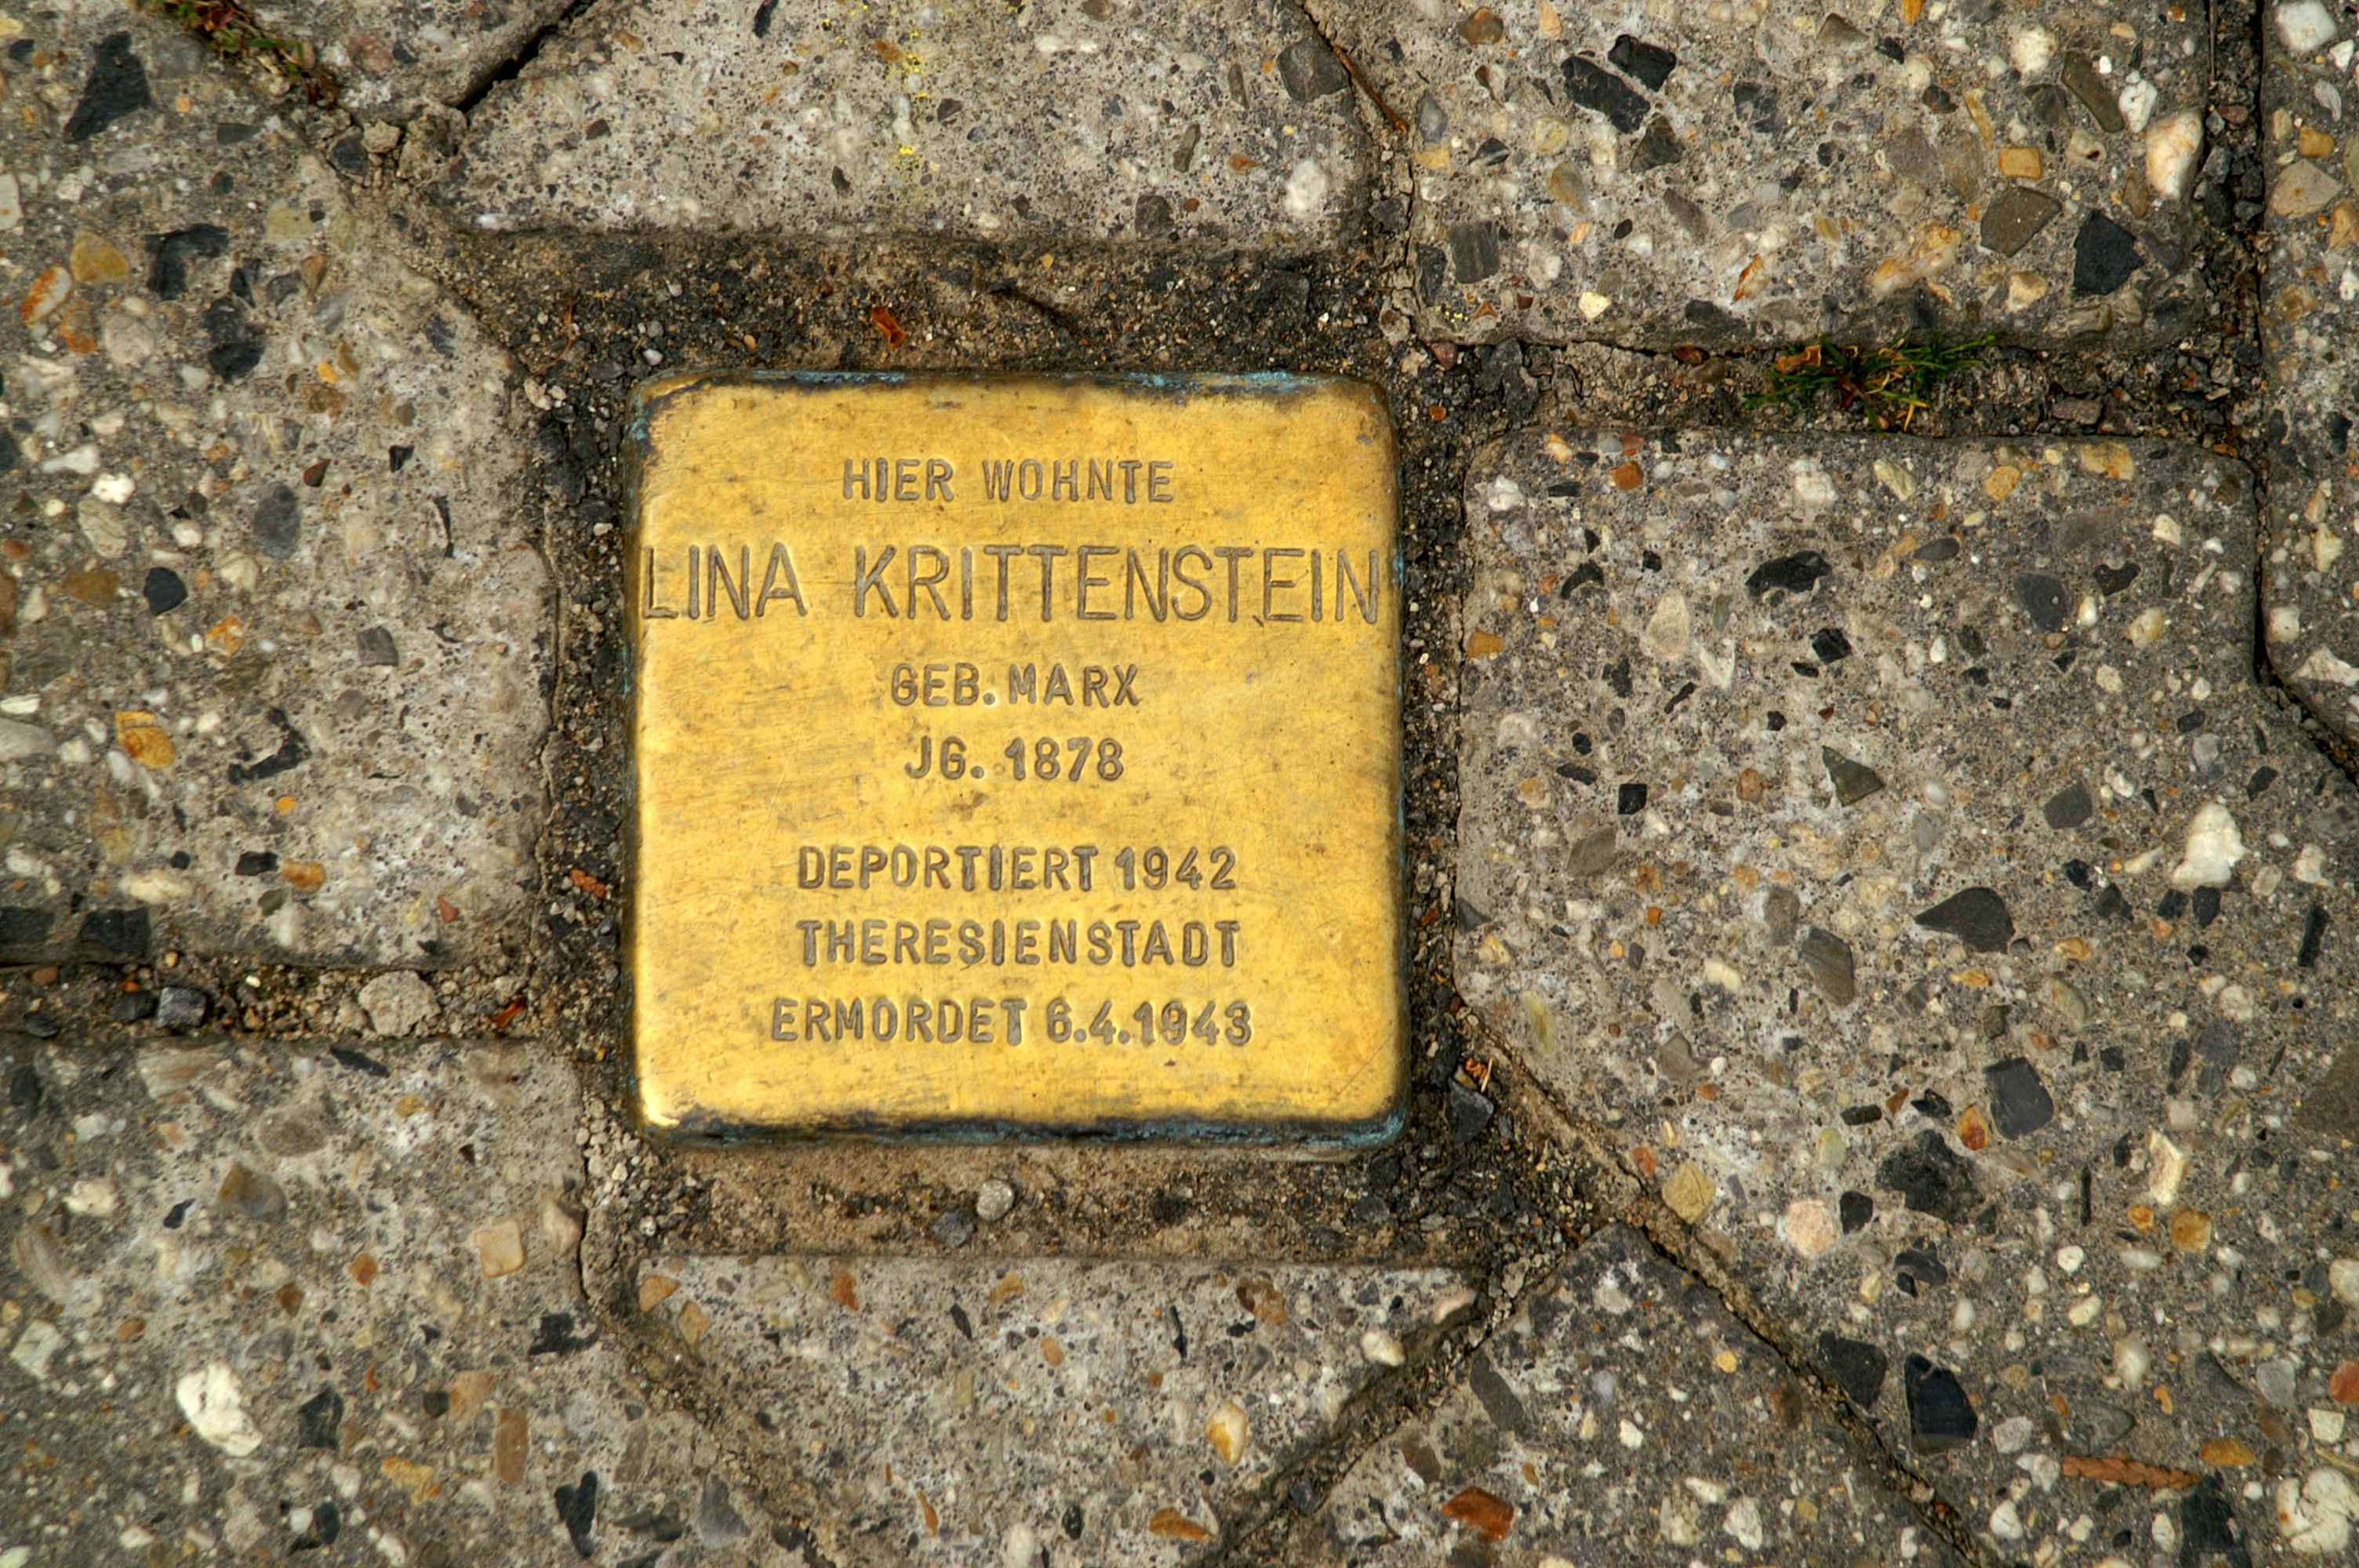 HIER WOHNTE
LINA KRITTENSTEIN
GEB. MARX
JG. 1878
DEPORTIERT 1942
THERESIENSTADT
ERMORDET 6.4.1943